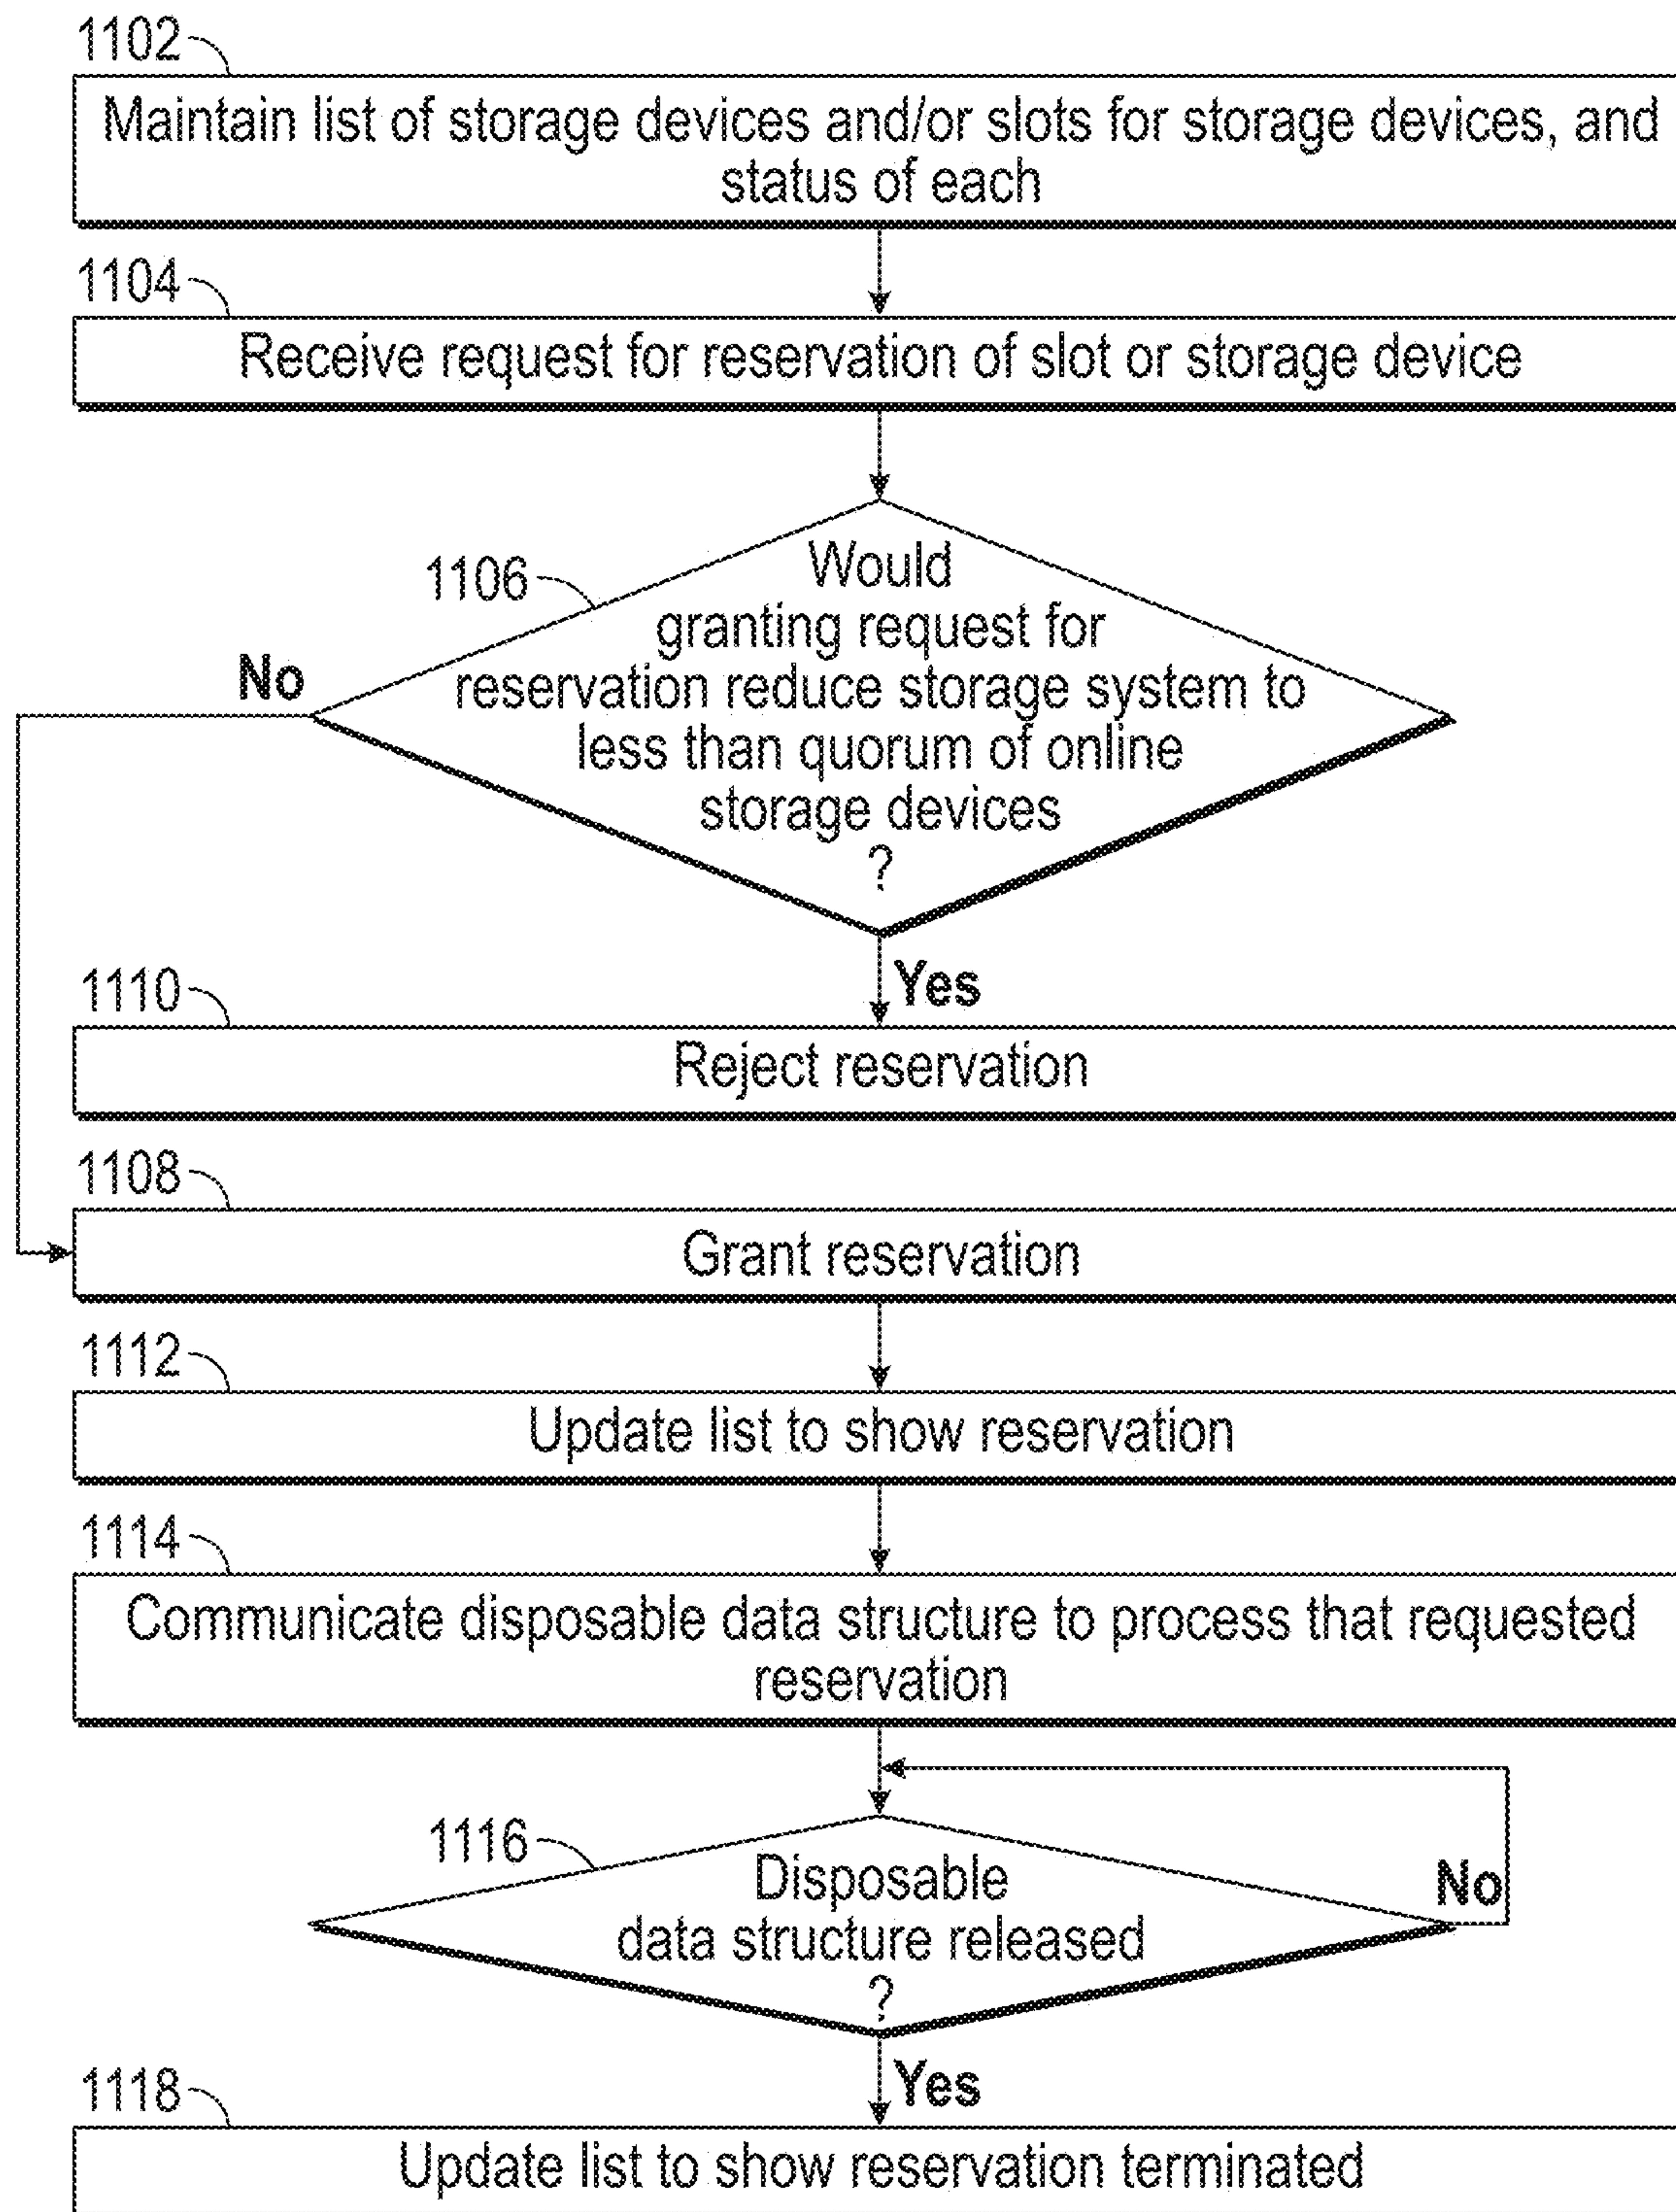 1102
Maintain list of storage devices and/or slots for storage devices, and
status of each
1104
Receive request for reservation of slot or storage device
1106
Would
granting request for
reservation reduce storage system to
less than quorum of online
storage devices
?
No
Yes
1110
Reject reservation
1108
Grant reservation
1112
Update list to show reservation
1114
Communicate disposable data structure to process that requested
reservation
1116
Disposable
data structure released
?
No
Yes
1118
Update list to show reservation terminated